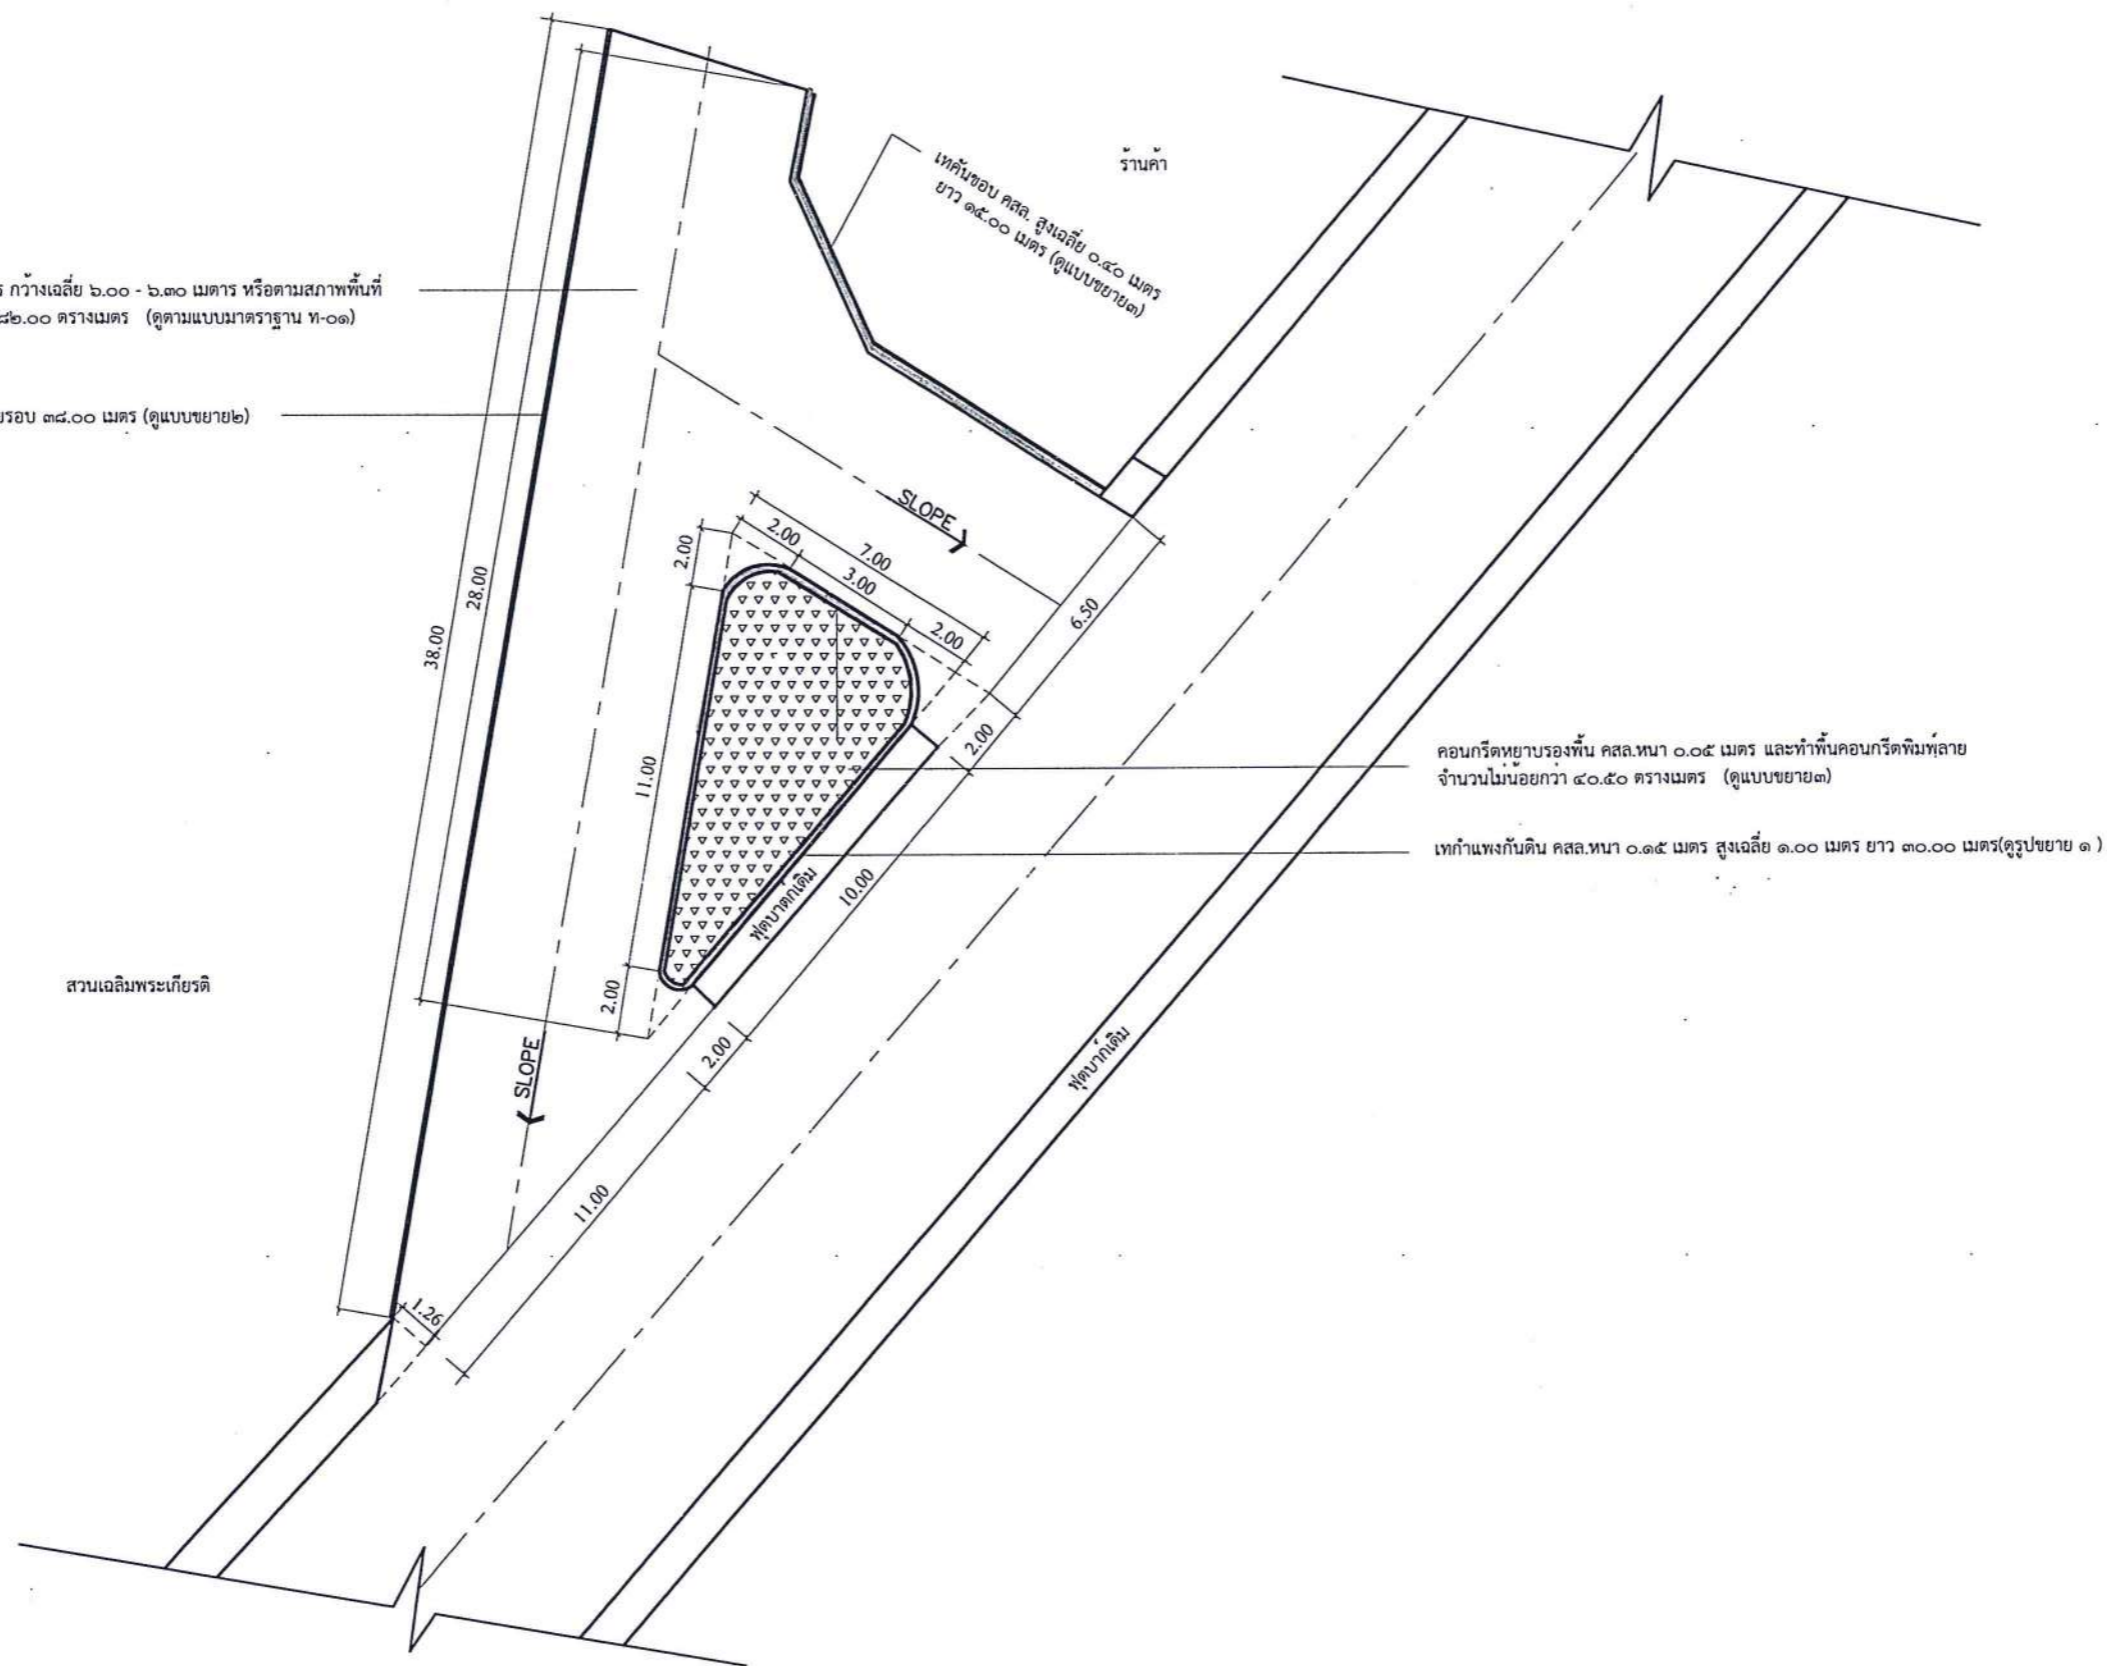 ร้านค้า
เทคันขอบ คสล. สูงเฉลี่ย ๐.๔๐ เมตร
ยาว ๑๕.๐๐ เมตร (ดูแบบขยาย๓)
กว้างเฉลี่ย ๖.๐๐ - ๖.๓๐ เมตาร หรือตามสภาพพื้นที่
๘๒.๐๐ ตรางเมตร (ดูตามแบบมาตราฐาน ท-๐๑)
๓๘.๐๐ เมตร (ดูแบบขยาย๒)
SLOPE
2.00
7.00
3.00
2.00
2.00
6.50
28.00
38.00
11.00
2.00
คอนกรีตหยาบรองพื้น คสล.หนา ๐.๐๕ เมตร และทำพื้นคอนกรีตพิมพ์ลาย
จำนวนไม่น้อยกว่า ๔๐.๕๐ ตรางเมตร (ดูแบบขยาย๓)
เทกำแพงกันดิน คสล.หนา ๐.๑๕ เมตร สูงเฉลี่ย ๑.๐๐ เมตร ยาว ๓๐.๐๐ เมตร(ดูรูปขยาย ๑ )
ฟุตบาตก์เดิม
10.00
สวนเฉลิมพระเกียรติ
2.00
SLOPE
2.00
ฟุตบาก์เดิม
11.00
1.26